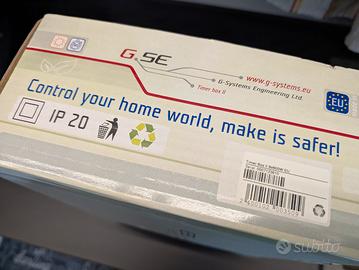 G SE
www.g-systems.eu
G-Systems Engineering Ltd.
Timer box II
EU
Control your home world, make is safer!
IP 20
subito